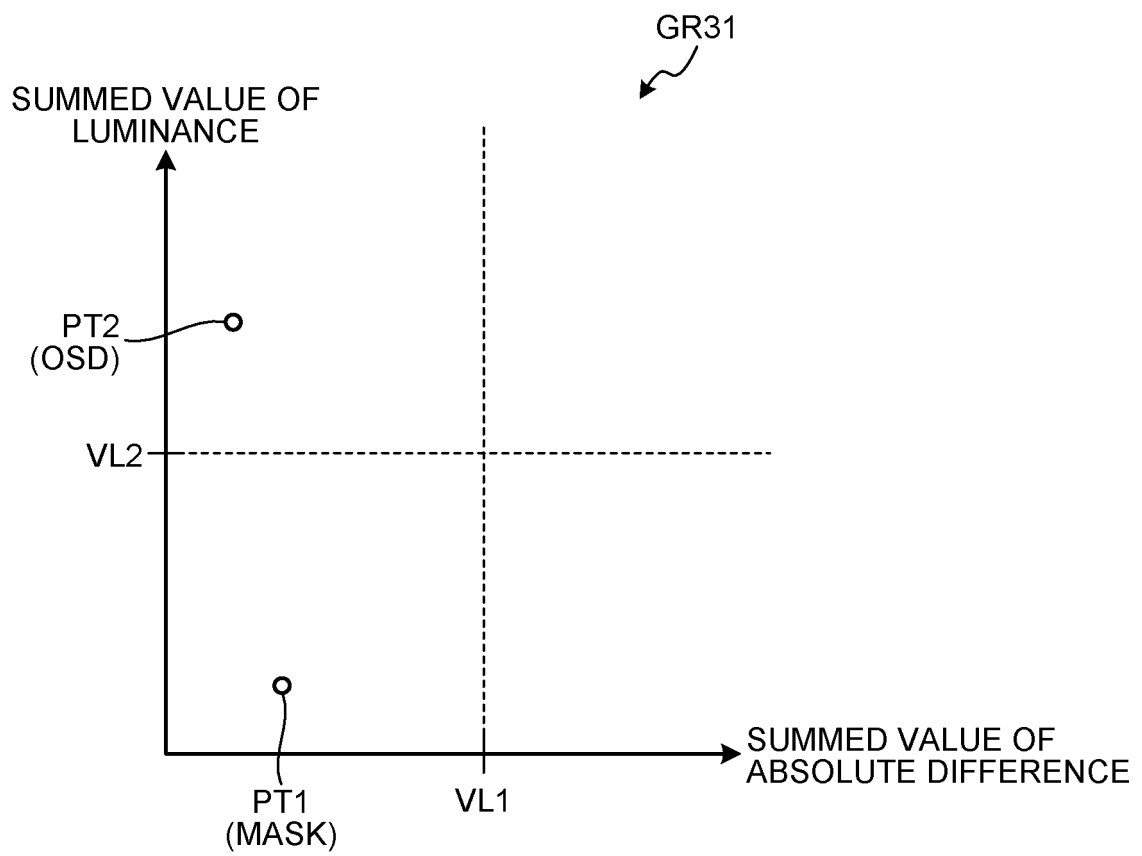 GR31
SUMMED VALUE OF
LUMINANCE
PT2
(OSD)
VL2
SUMMED VALUE OF
ABSOLUTE DIFFERENCE
PT1
(MASK)
VL1